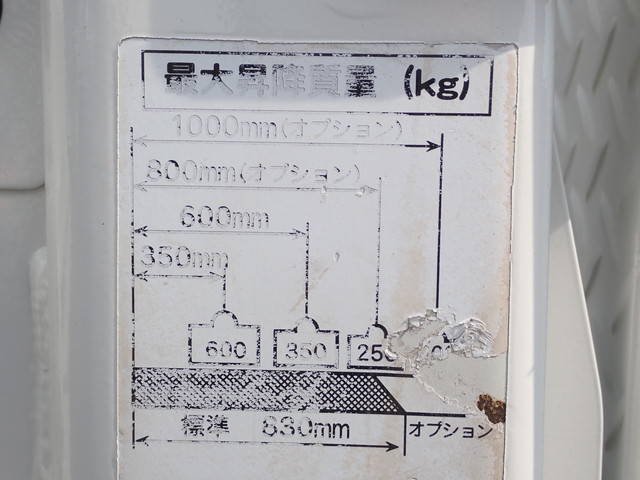 最大昇降質量 (kg)
1000mm(オプション)
800mm(オプション)
600mm
350mm
600 350 250
標準 830mm オプション